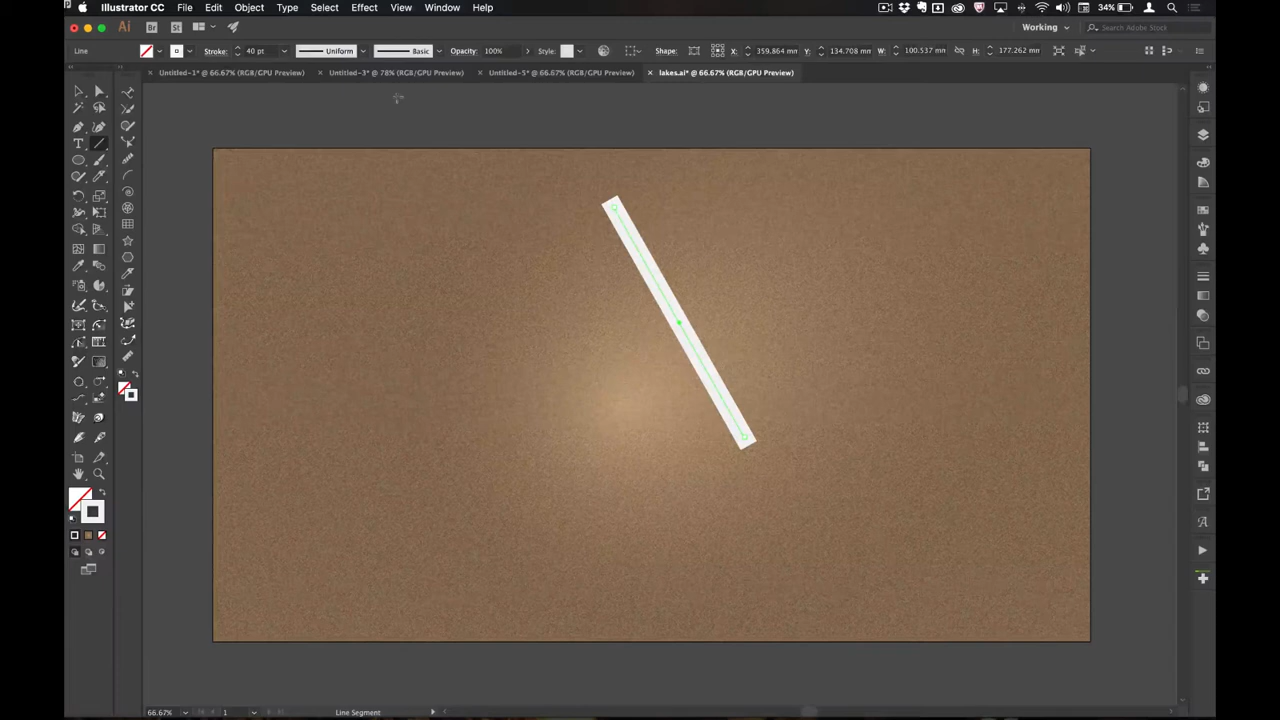 Illustrator CC File Edit Object Type Select Effect View Window Help 34%
Ai Br St Working Search Adobe Stock
Line Stroke: 40 pt Uniform Basic Opacity: 100% Style: Shape: X: 359.864 mm Y: 134.708 mm W: 100.537 mm H: 177.262 mm
Untitled-1* @ 66.67% (RGB/GPU Preview) Untitled-3* @ 78% (RGB/GPU Preview) Untitled-5* @ 66.67% (RGB/GPU Preview) lakes.ai* @ 66.67% (RGB/GPU Preview)
66.67% 1 Line Segment